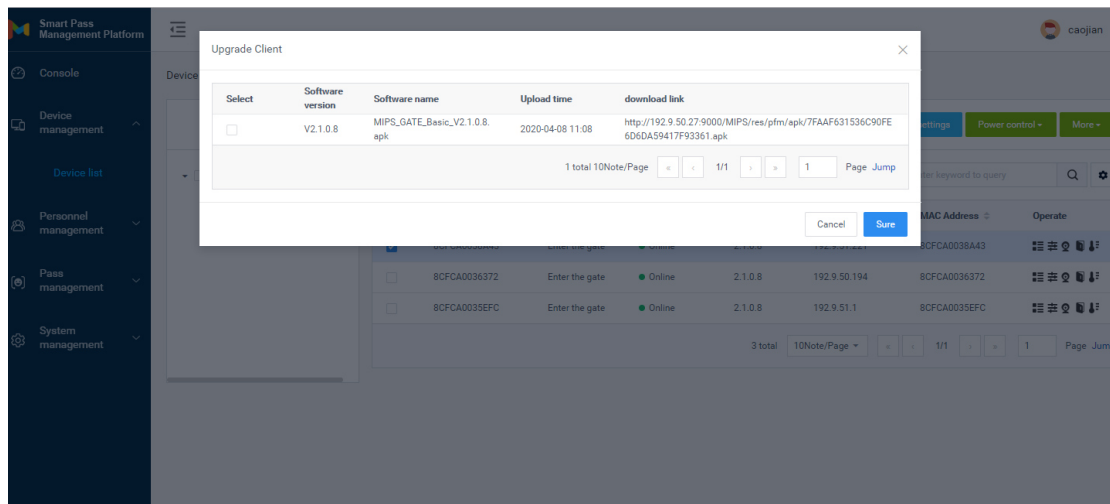 Smart Pass
Management Platform
caojian
Console
Device
management
Device list
Personnel
management
Pass
management
System
management
Device
Upgrade Client
Select Software version Software name Upload time download link
V2.1.0.8 MIPS_GATE_Basic_V2.1.0.8. 2020-04-08 11:08 http://192.9.50.27:9000/MIPS/res/pfm/apk/7FAAF631536C90FE
apk 6D6DA59417F93361.apk
1 total 10Note/Page « ‹ 1/1 › » 1 Page Jump
Cancel Sure
ettings Power control More
ter keyword to query
MAC Address Operate
8CFCA0038A43
8CFCA0036372 Enter the gate Online 2.1.0.8 192.9.50.194 8CFCA0036372
8CFCA0035EFC Enter the gate Online 2.1.0.8 192.9.51.1 8CFCA0035EFC
3 total 10Note/Page « ‹ 1/1 › » 1 Page Jum